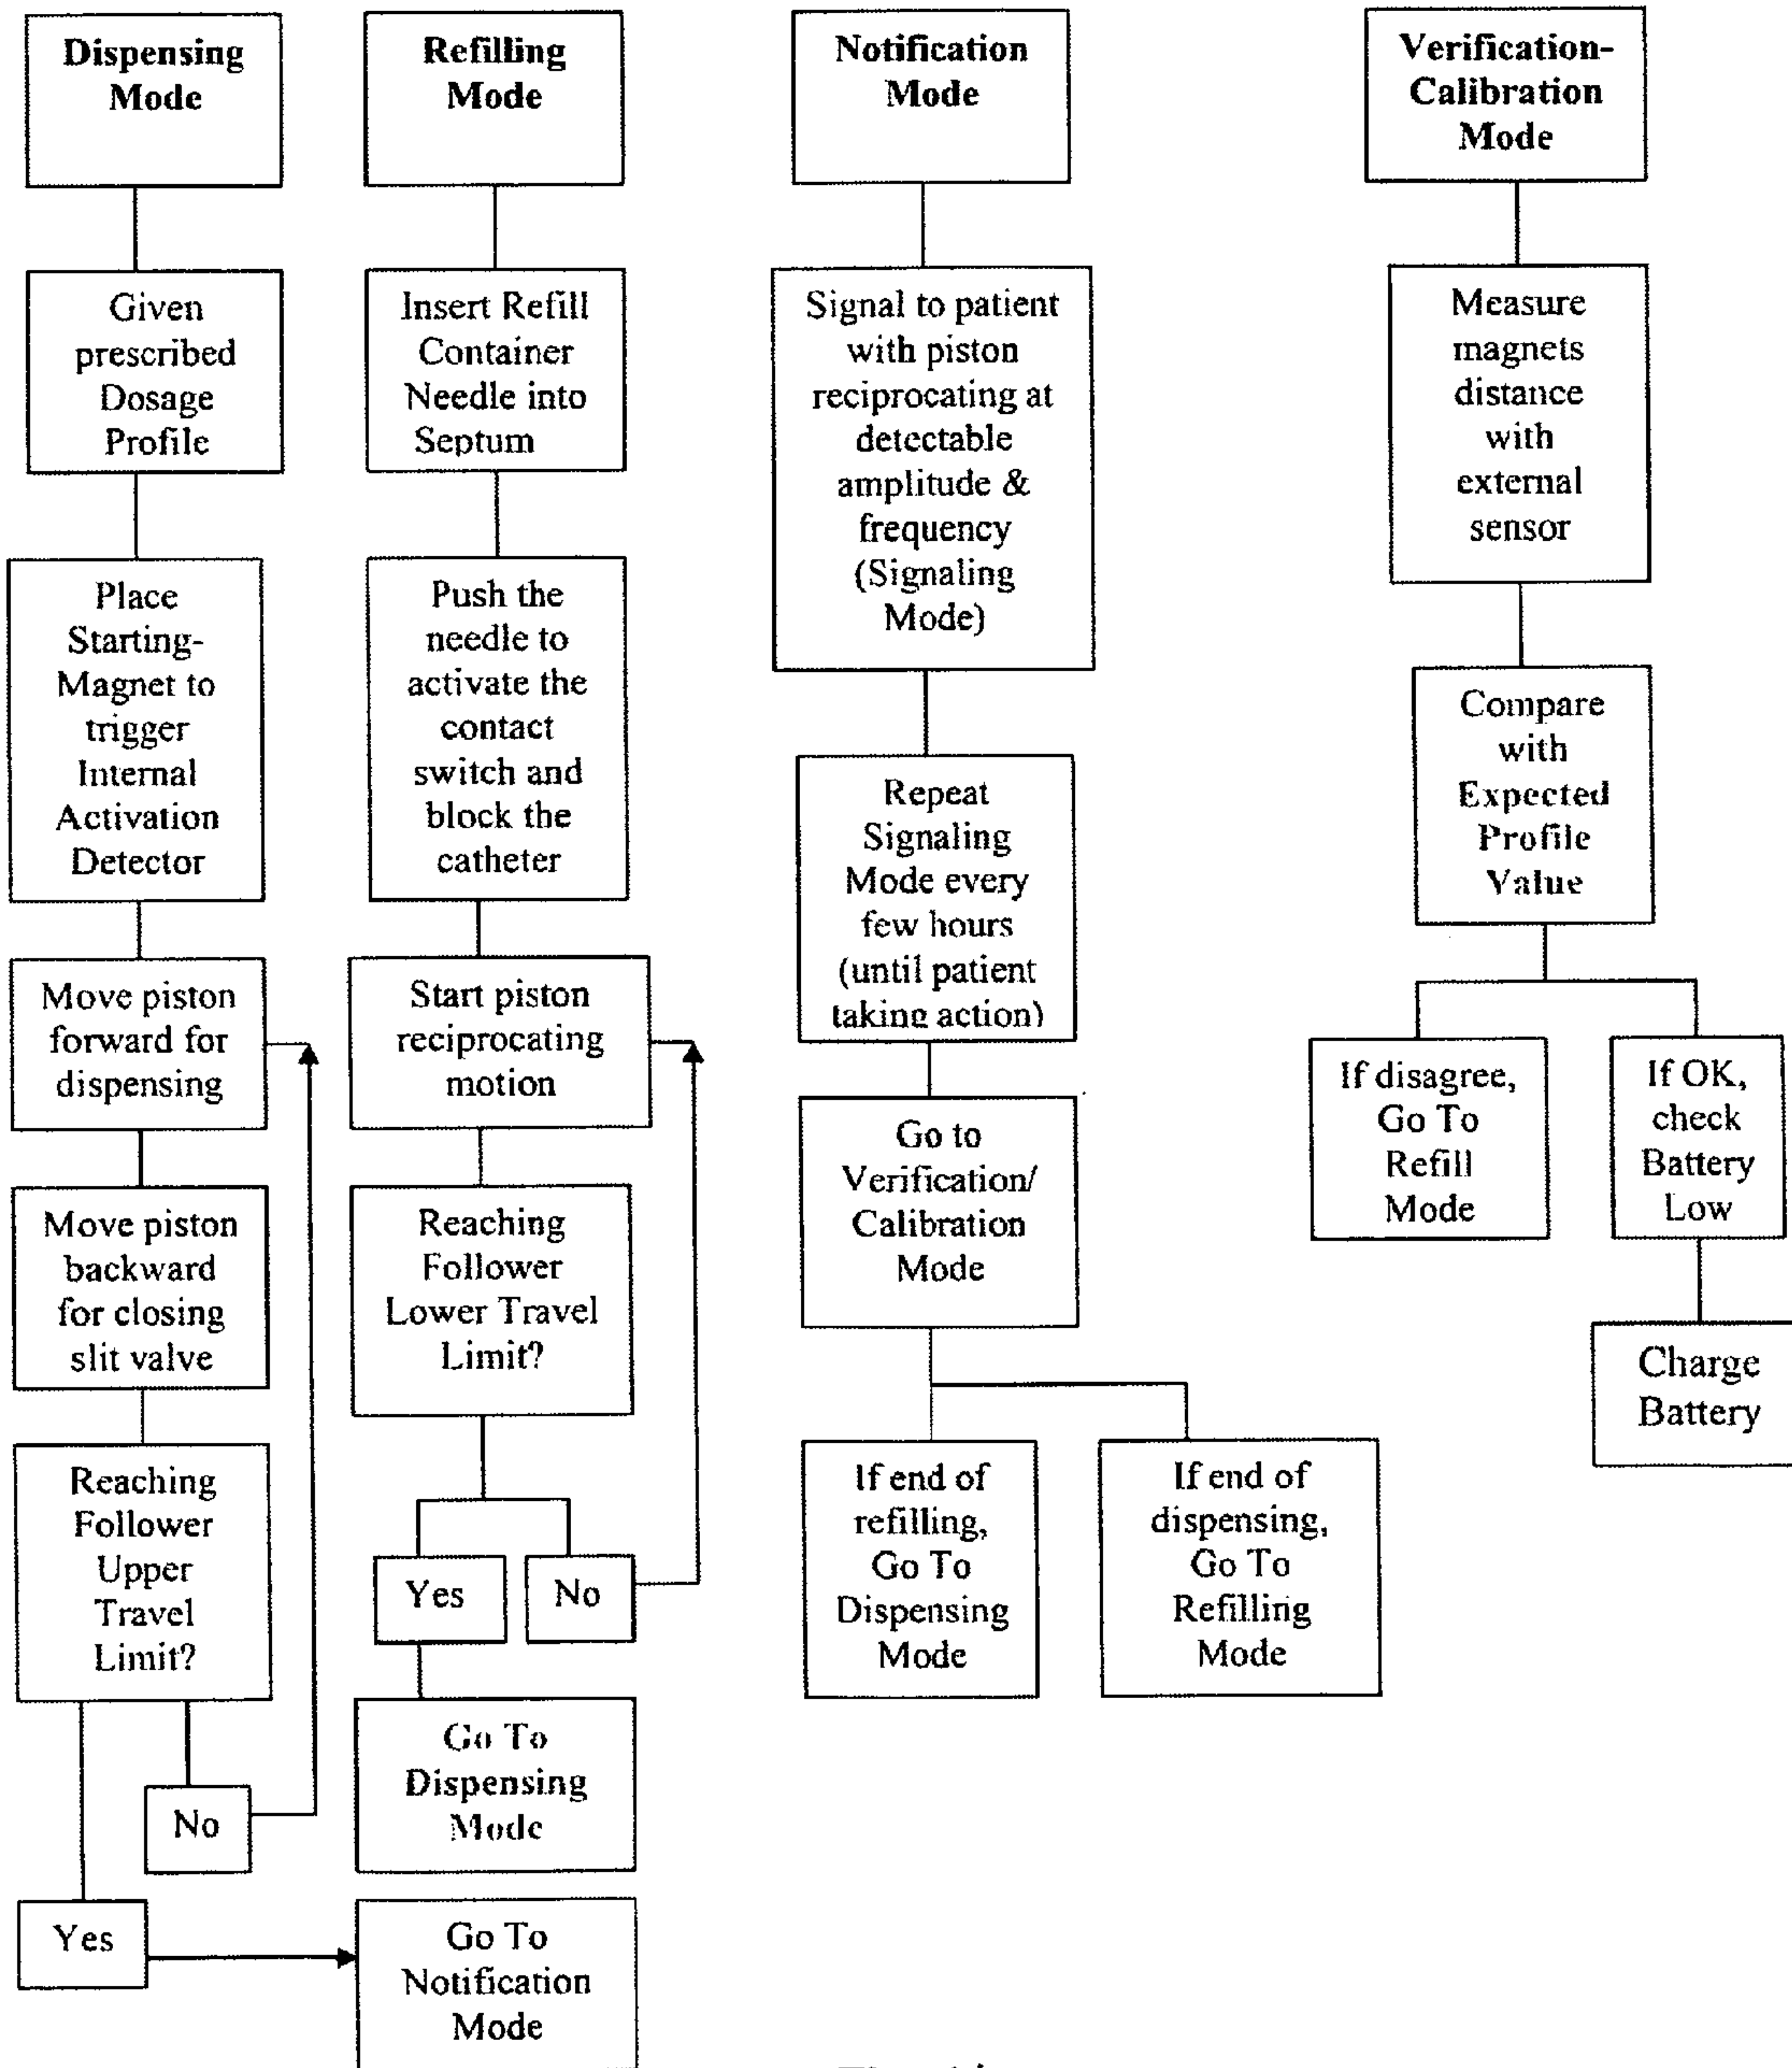 Dispensing
Mode
Given
prescribed
Dosage
Profile
Place
Starting-
Magnet to
trigger
Internal
Activation
Detector
Move piston
forward for
dispensing
Move piston
backward
for closing
slit valve
Reaching
Follower
Upper
Travel
Limit?
No
Yes
Refilling
Mode
Insert Refill
Container
Needle into
Septum
Push the
needle to
activate the
contact
switch and
block the
catheter
Start piston
reciprocating
motion
Reaching
Follower
Lower Travel
Limit?
Yes
No
Go To
Dispensing
Mode
Go To
Notification
Mode
Notification
Mode
Signal to patient
with piston
reciprocating at
detectable
amplitude &
frequency
(Signaling
Mode)
Repeat
Signaling
Mode every
few hours
(until patient
taking action)
Go to
Verification/
Calibration
Mode
If end of
refilling,
Go To
Dispensing
Mode
If end of
dispensing,
Go To
Refilling
Mode
Verification-
Calibration
Mode
Measure
magnets
distance
with
external
sensor
Compare
with
Expected
Profile
Value
If disagree,
Go To
Refill
Mode
If OK,
check
Battery
Low
Charge
Battery